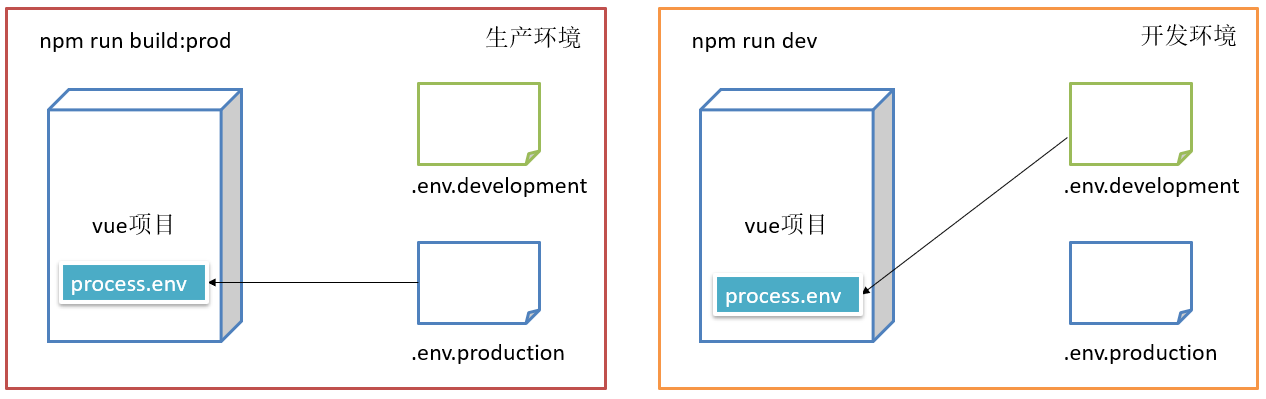 npm run build:prod
生产环境
.env.development
vue项目
process.env
.env.production
npm run dev
开发环境
.env.development
vue项目
process.env
.env.production